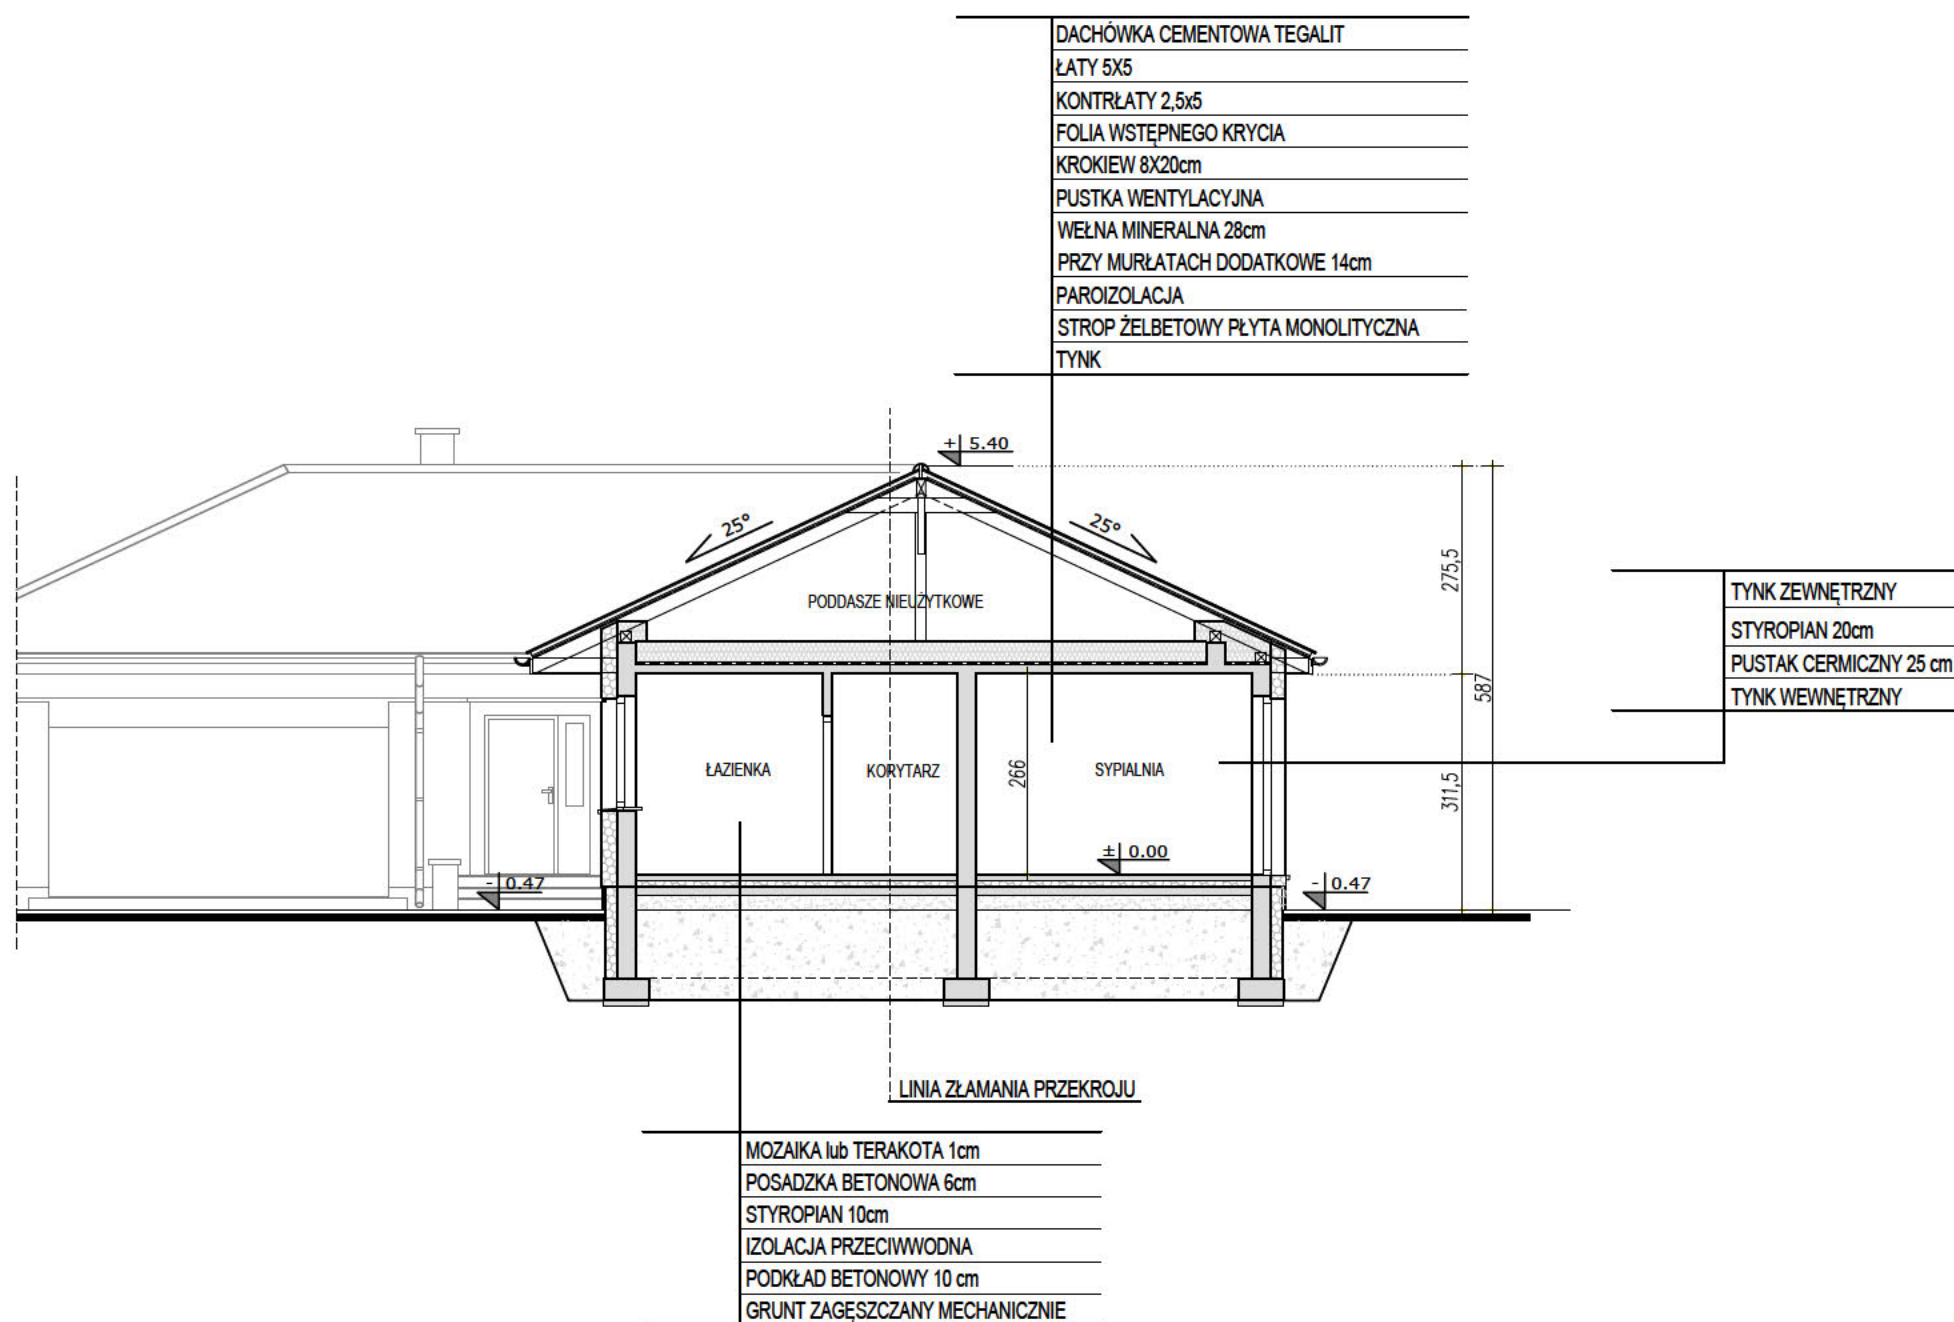 DACHÓWKA CEMENTOWA TEGALIT
ŁATY 5X5
KONTRŁATY 2,5x5
FOLIA WSTĘPNEGO KRYCIA
KROKIEW 8X20cm
PUSTKA WENTYLACYJNA
WEŁNA MINERALNA 28cm
PRZY MURŁATACH DODATKOWE 14cm
PAROIZOLACJA
STROP ŻELBETOWY PŁYTA MONOLITYCZNA
TYNK
+ 5.40
25°
25°
275,5
PODDASZE NIEUŻYTKOWE
TYNK ZEWNĘTRZNY
STYROPIAN 20cm
PUSTAK CERMICZNY 25 cm
TYNK WEWNĘTRZNY
587
ŁAZIENKA
KORYTARZ
266
SYPIALNIA
311,5
± 0.00
- 0.47
- 0.47
LINIA ZŁAMANIA PRZEKROJU
MOZAIKA lub TERAKOTA 1cm
POSADZKA BETONOWA 6cm
STYROPIAN 10cm
IZOLACJA PRZECIWWODNA
PODKŁAD BETONOWY 10 cm
GRUNT ZAGĘSZCZANY MECHANICZNIE